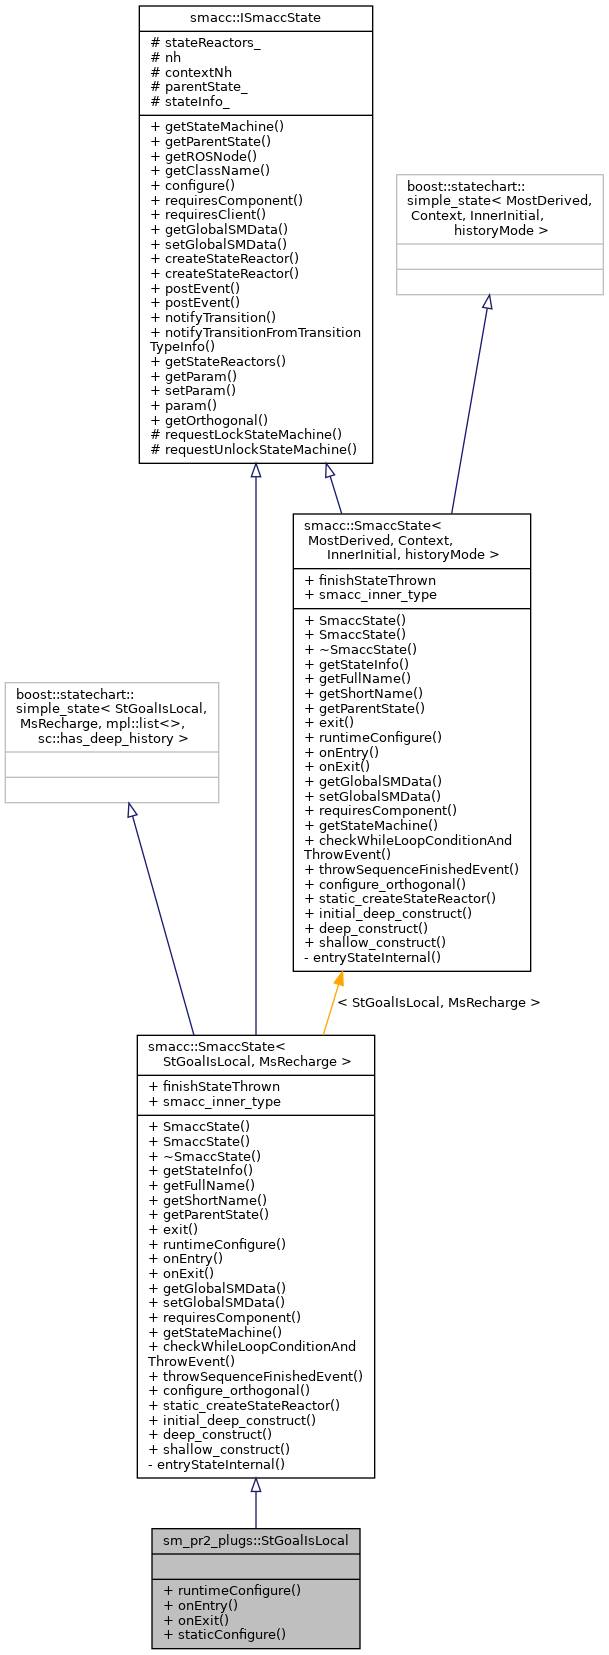 smacc::ISmaccState
# stateReactors_
# nh
# contextNh
# parentState_
# stateInfo_
+ getStateMachine()
+ getParentState()
+ getROSNode()
+ getClassName()
+ configure()
+ requiresComponent()
+ requiresClient()
+ getGlobalSMData()
+ setGlobalSMData()
+ createStateReactor()
+ createStateReactor()
+ postEvent()
+ postEvent()
+ notifyTransition()
+ notifyTransitionFromTransition
TypeInfo()
+ getStateReactors()
+ getParam()
+ setParam()
+ param()
+ getOrthogonal()
# requestLockStateMachine()
# requestUnlockStateMachine()
boost::statechart::
simple_state< MostDerived,
Context, InnerInitial,
historyMode >
smacc::SmaccState<
MostDerived, Context,
InnerInitial, historyMode >
+ finishStateThrown
+ smacc_inner_type
+ SmaccState()
+ SmaccState()
+ ~SmaccState()
+ getStateInfo()
+ getFullName()
+ getShortName()
+ getParentState()
+ exit()
+ runtimeConfigure()
+ onEntry()
+ onExit()
+ getGlobalSMData()
+ setGlobalSMData()
+ requiresComponent()
+ getStateMachine()
+ checkWhileLoopConditionAnd
ThrowEvent()
+ throwSequenceFinishedEvent()
+ configure_orthogonal()
+ static_createStateReactor()
+ initial_deep_construct()
+ deep_construct()
+ shallow_construct()
- entryStateInternal()
boost::statechart::
simple_state< StGoalIsLocal,
MsRecharge, mpl::list<>,
sc::has_deep_history >
< StGoalIsLocal, MsRecharge >
smacc::SmaccState<
StGoalIsLocal, MsRecharge >
+ finishStateThrown
+ smacc_inner_type
+ SmaccState()
+ SmaccState()
+ ~SmaccState()
+ getStateInfo()
+ getFullName()
+ getShortName()
+ getParentState()
+ exit()
+ runtimeConfigure()
+ onEntry()
+ onExit()
+ getGlobalSMData()
+ setGlobalSMData()
+ requiresComponent()
+ getStateMachine()
+ checkWhileLoopConditionAnd
ThrowEvent()
+ throwSequenceFinishedEvent()
+ configure_orthogonal()
+ static_createStateReactor()
+ initial_deep_construct()
+ deep_construct()
+ shallow_construct()
- entryStateInternal()
sm_pr2_plugs::StGoalIsLocal
+ runtimeConfigure()
+ onEntry()
+ onExit()
+ staticConfigure()